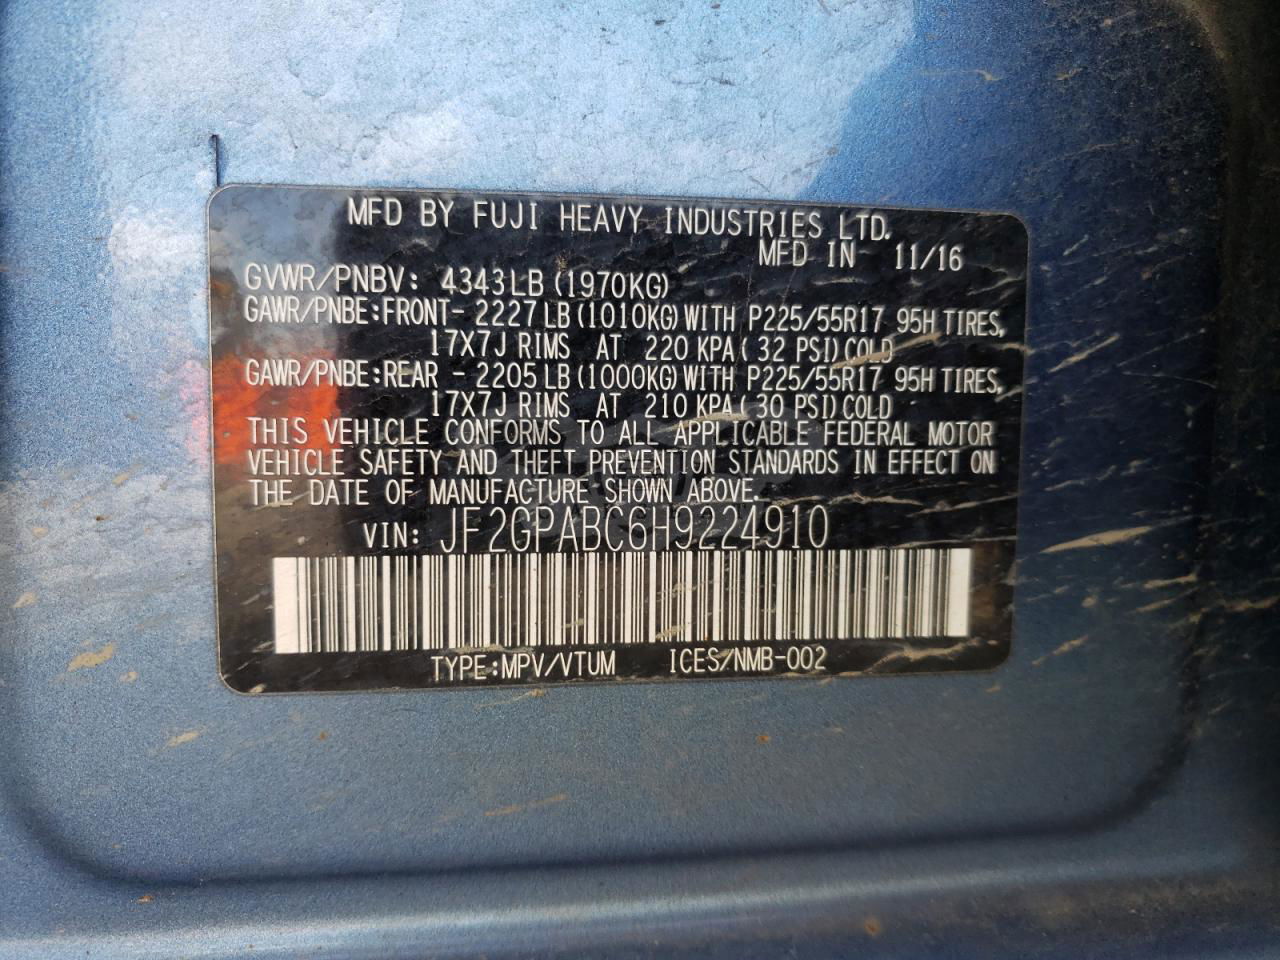 MFD BY FUJI HEAVY INDUSTRIES LTD.
MFD IN 11/16
GVWR/PNBV: 4343LB (1970KG)
GAWR/PNBE:FRONT- 2227 LB (1010KG) WITH P225/55R17 95H TIRES,
17X7J RIMS AT 220 KPA( 32 PSI) COLD
GAWR/PNBE:REAR - 2205 LB (1000KG) WITH P225/55R17 95H TIRES,
17X7J RIMS AT 210 KPA( 30 PSI) COLD
THIS VEHICLE CONFORMS TO ALL APPLICABLE FEDERAL MOTOR
VEHICLE SAFETY AND THEFT PREVENTION STANDARDS IN EFFECT ON
THE DATE OF MANUFACTURE SHOWN ABOVE.
VIN: JF2GPABC6H9224910
TYPE:MPV/VTUM ICES/NMB-002